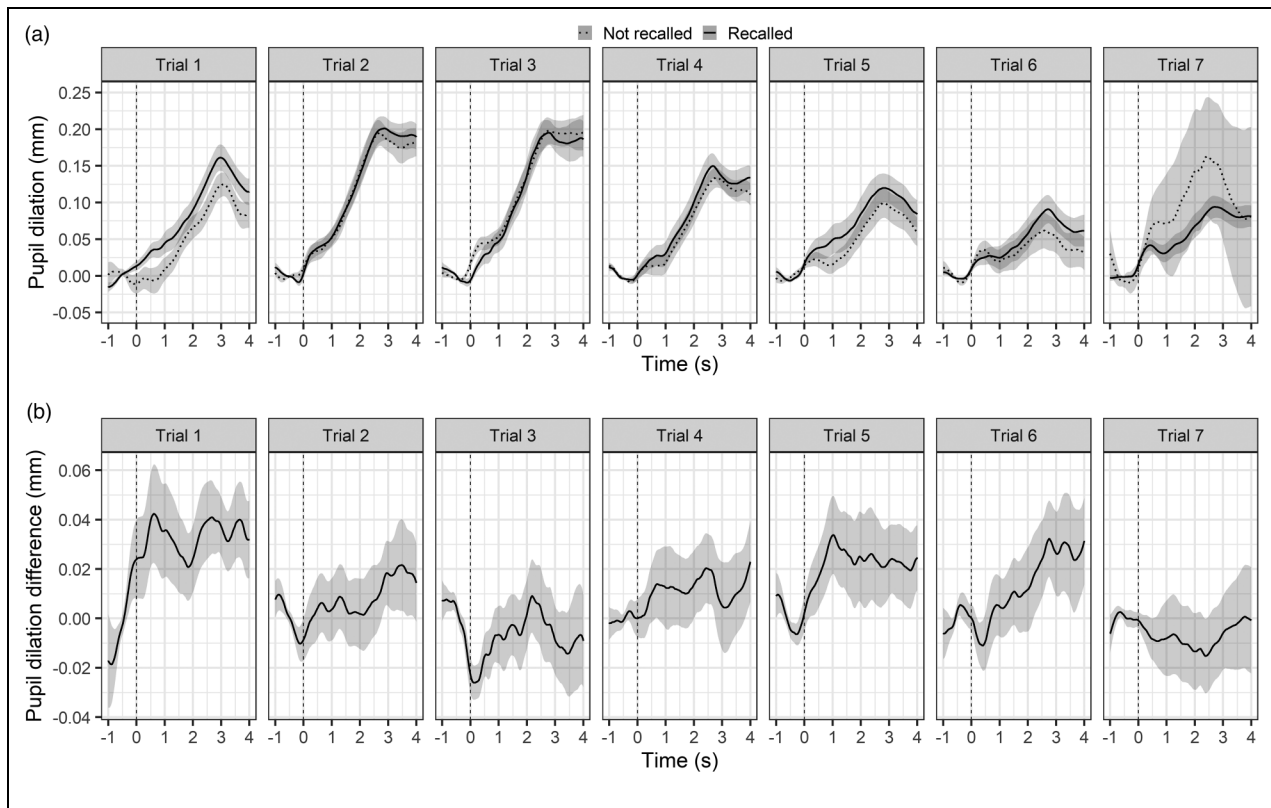 (a)
Not recalled Recalled
Trial 1 Trial 2 Trial 3 Trial 4 Trial 5 Trial 6 Trial 7
Pupil dilation (mm)
0.25
0.20
0.15
0.10
0.05
0.00
-0.05
-1 0 1 2 3 4 -1 0 1 2 3 4 -1 0 1 2 3 4 -1 0 1 2 3 4 -1 0 1 2 3 4 -1 0 1 2 3 4 -1 0 1 2 3 4
Time (s)
(b)
Trial 1 Trial 2 Trial 3 Trial 4 Trial 5 Trial 6 Trial 7
Pupil dilation difference (mm)
0.06
0.04
0.02
0.00
-0.02
-0.04
-1 0 1 2 3 4 -1 0 1 2 3 4 -1 0 1 2 3 4 -1 0 1 2 3 4 -1 0 1 2 3 4 -1 0 1 2 3 4 -1 0 1 2 3 4
Time (s)